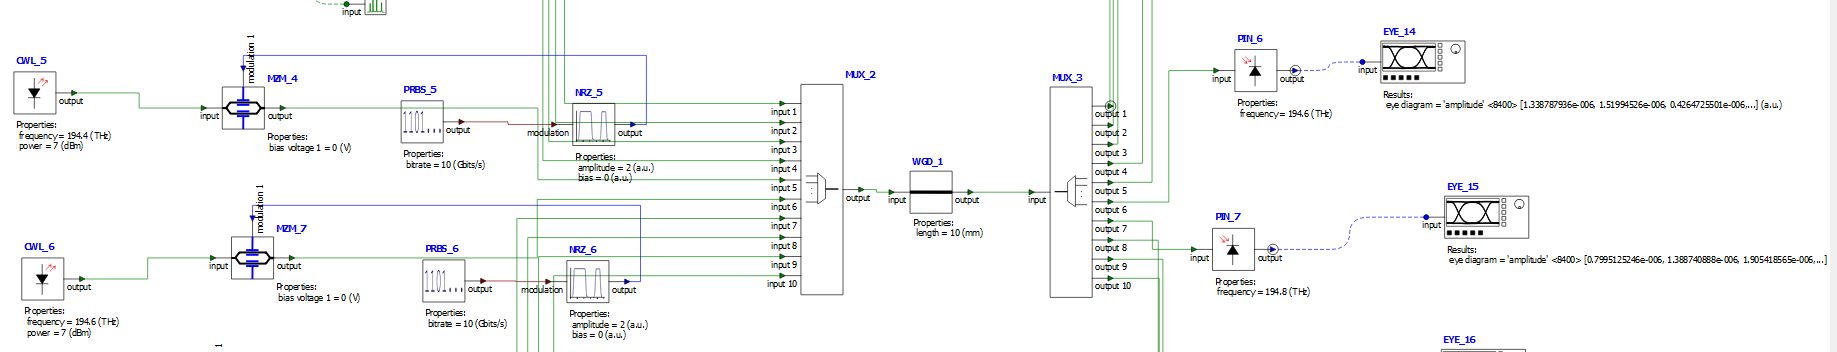 input
CWL_5
output
Properties:
frequency = 194.4 (THz)
power = 7 (dBm)
modulation 1
MZM_4
input
output
Properties:
bias voltage 1 = 0 (V)
PRBS_5
output
Properties:
bitrate = 10 (Gbits/s)
NRZ_5
modulation
output
Properties:
amplitude = 2 (a.u.)
bias = 0 (a.u.)
CWL_6
output
Properties:
frequency = 194.6 (THz)
power = 7 (dBm)
modulation 1
MZM_7
input
output
Properties:
bias voltage 1 = 0 (V)
PRBS_6
output
Properties:
bitrate = 10 (Gbits/s)
NRZ_6
modulation
output
Properties:
amplitude = 2 (a.u.)
bias = 0 (a.u.)
MUX_2
input 1
input 2
input 3
input 4
input 5
input 6
input 7
input 8
input 9
input 10
output
WGD_1
input
output
Properties:
length = 10 (mm)
MUX_3
input
output 1
output 2
output 3
output 4
output 5
output 6
output 7
output 8
output 9
output 10
PIN_6
input
output
Properties:
frequency = 194.6 (THz)
EYE_14
input
Results:
eye diagram = 'amplitude' <8400> [1.338787936e-006, 1.51994526e-006, 0.4264725501e-006,...] (a.u.)
PIN_7
input
output
Properties:
frequency = 194.8 (THz)
EYE_15
input
Results:
eye diagram = 'amplitude' <8400> [0.7995125246e-006, 1.388740888e-006, 1.905418565e-006,...]
EYE_16
1